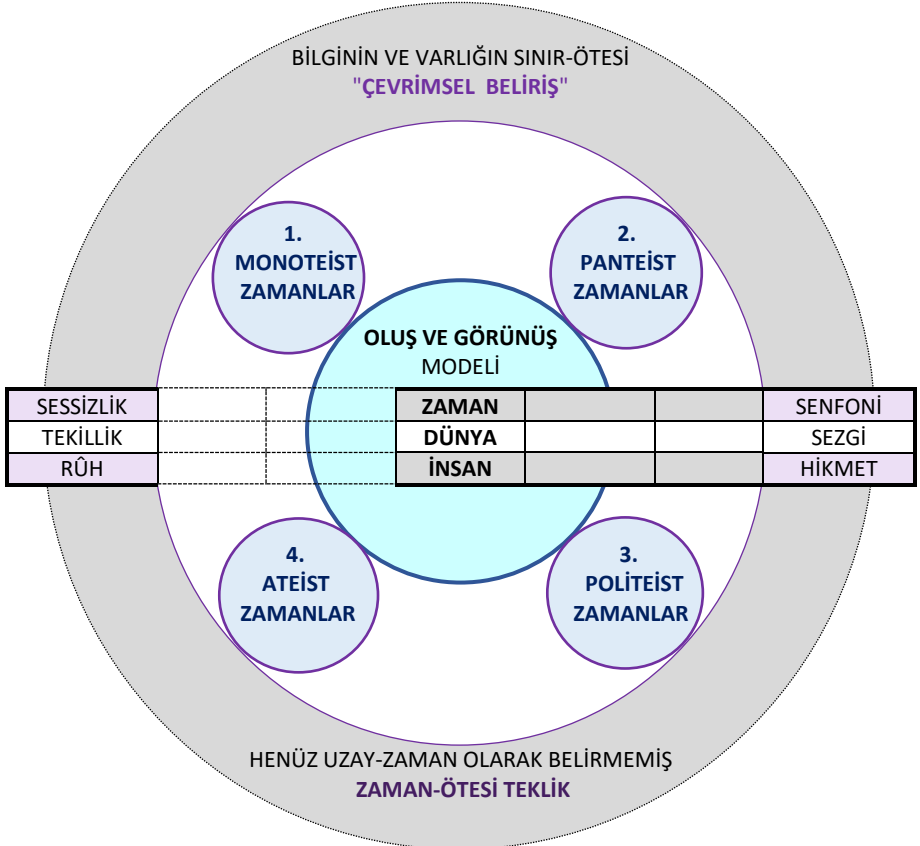 BİLGİNİN VE VARLIĞIN SINIR-ÖTESİ
"ÇEVRİMSEL BELİRİŞ"
1.
MONOTEİST
ZAMANLAR
2.
PANTEİST
ZAMANLAR
OLUŞ VE GÖRÜNÜŞ
MODELİ
SESSİZLİK ZAMAN SENFONİ
TEKİLLİK DÜNYA SEZGİ
RÛH İNSAN HİKMET
4.
ATEİST
ZAMANLAR
3.
POLİTEİST
ZAMANLAR
HENÜZ UZAY-ZAMAN OLARAK BELİRMEMİŞ
ZAMAN-ÖTESİ TEKLİK